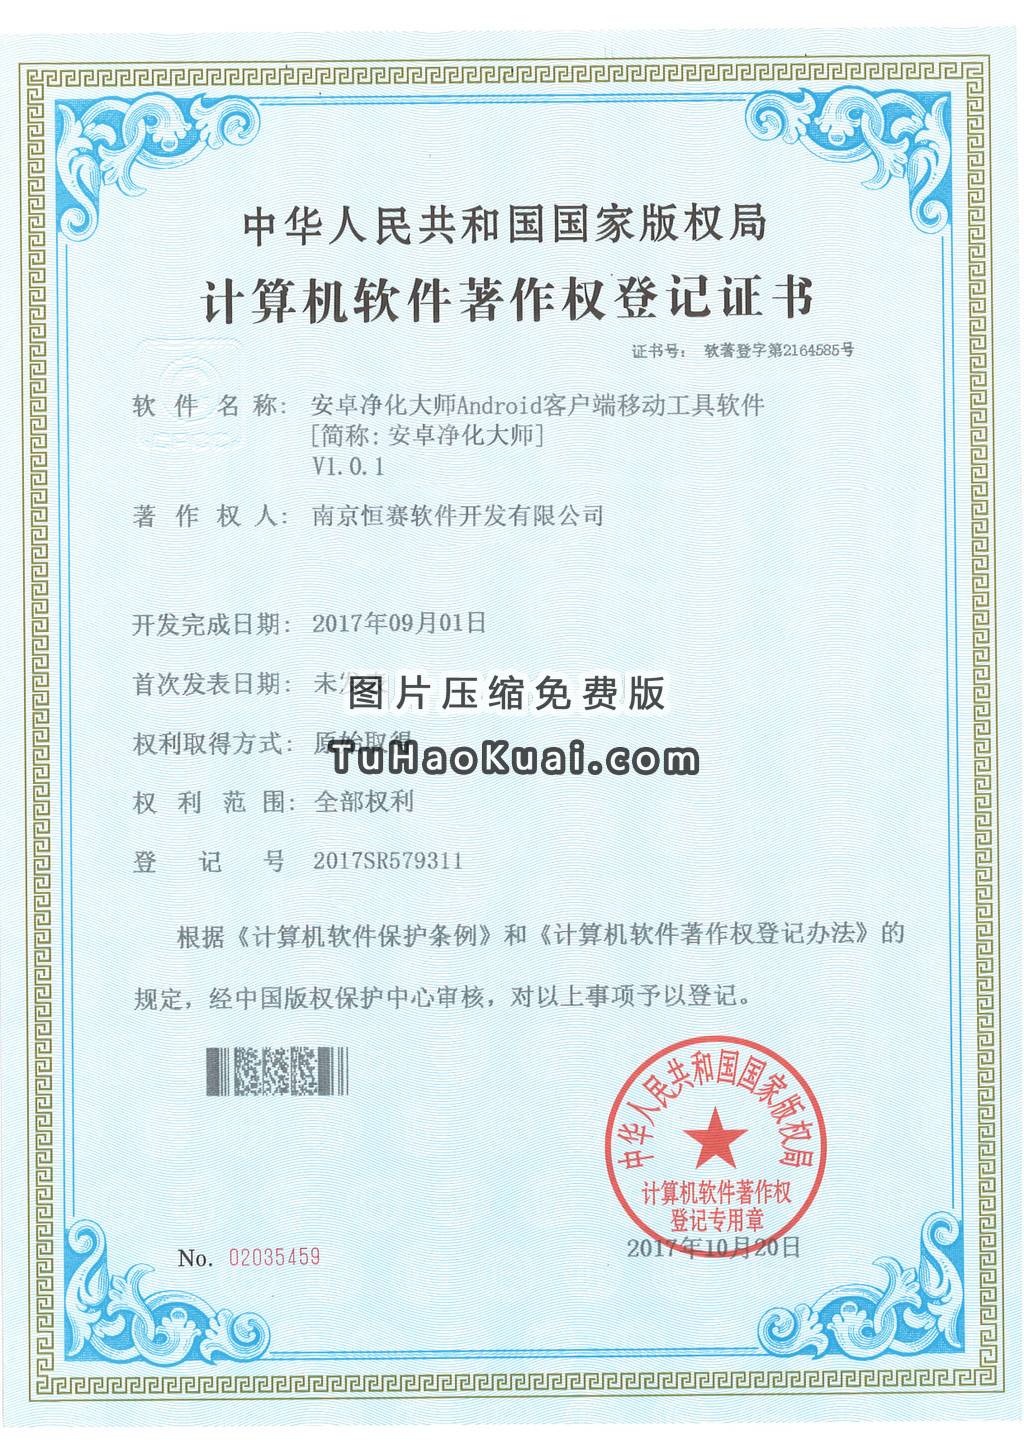 中华人民共和国国家版权局
计算机软件著作权登记证书
证书号： 软著登字第2164585号
软件名称： 安卓净化大师Android客户端移动工具软件
[简称：安卓净化大师]
V1.0.1
著作权人： 南京恒赛软件开发有限公司
开发完成日期： 2017年09月01日
首次发表日期： 未发表
图片压缩免费版
权利取得方式： 原始取得
TuHaoKuai.com
权利范围： 全部权利
登记号 2017SR579311
根据《计算机软件保护条例》和《计算机软件著作权登记办法》的
规定，经中国版权保护中心审核，对以上事项予以登记。
中华人民共和国国家版权局
计算机软件著作权
登记专用章
2017年10月20日
No. 02035459